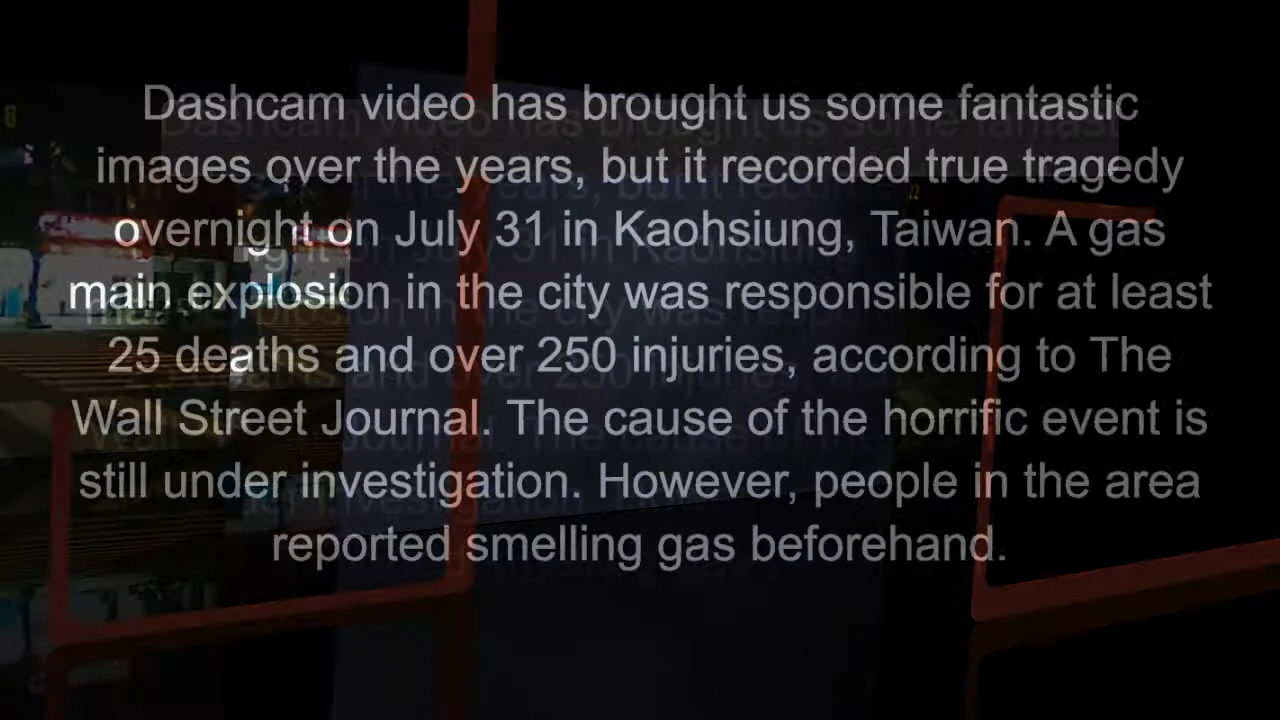 Dashcam video has brought us some fantastic
images over the years, but it recorded true tragedy
overnight on July 31 in Kaohsiung, Taiwan. A gas
main explosion in the city was responsible for at least
25 deaths and over 250 injuries, according to The
Wall Street Journal. The cause of the horrific event is
still under investigation. However, people in the area
reported smelling gas beforehand.